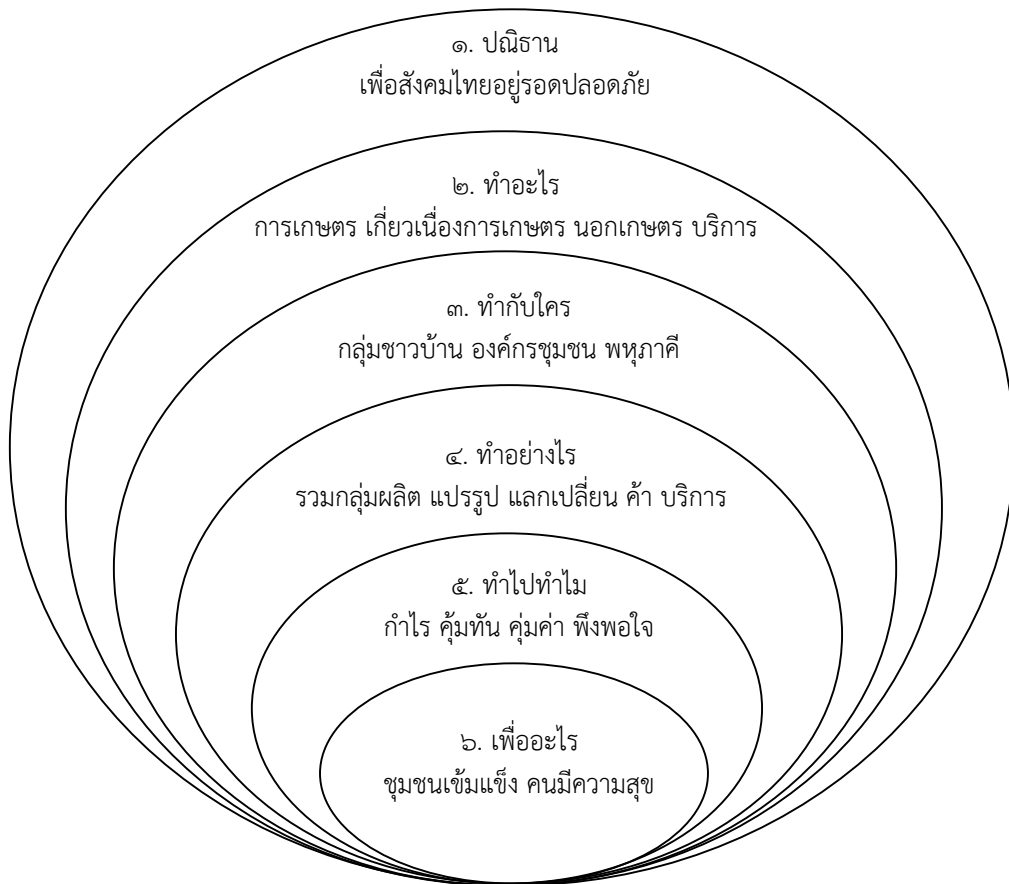 ๑. ปณิธาน
เพื่อสังคมไทยอยู่รอดปลอดภัย
๒. ทำอะไร
การเกษตร เกี่ยวเนื่องการเกษตร นอกเกษตร บริการ
๓. ทำกับใคร
กลุ่มชาวบ้าน องค์กรชุมชน พหุภาคี
๔. ทำอย่างไร
รวมกลุ่มผลิต แปรรูป แลกเปลี่ยน ค้า บริการ
๕. ทำไปทำไม
กำไร คุ้มทัน คุ่มค่า พึงพอใจ
๖. เพื่ออะไร
ชุมชนเข้มแข็ง คนมีความสุข